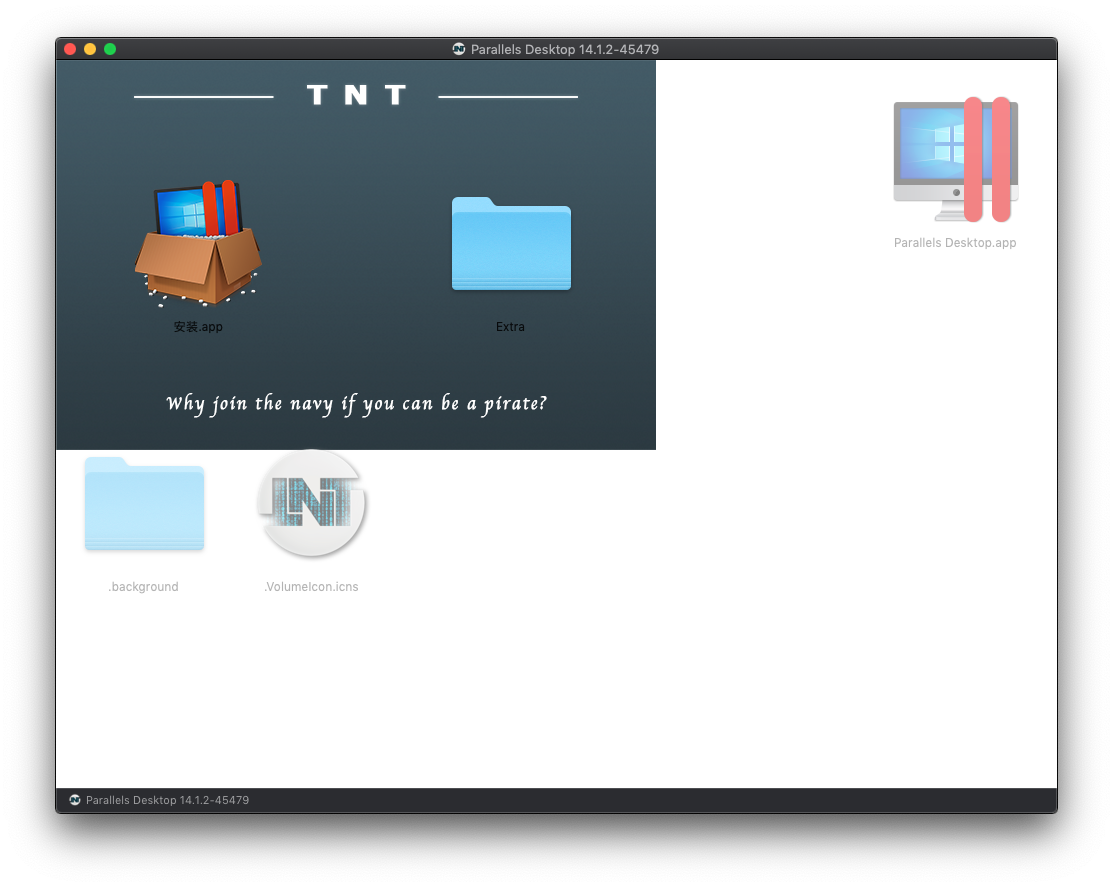 Parallels Desktop 14.1.2-45479
TNT
Parallels Desktop.app
安装.app
Extra
Why join the navy if you can be a pirate?
TNT
.background
.VolumeIcon.icns
Parallels Desktop 14.1.2-45479